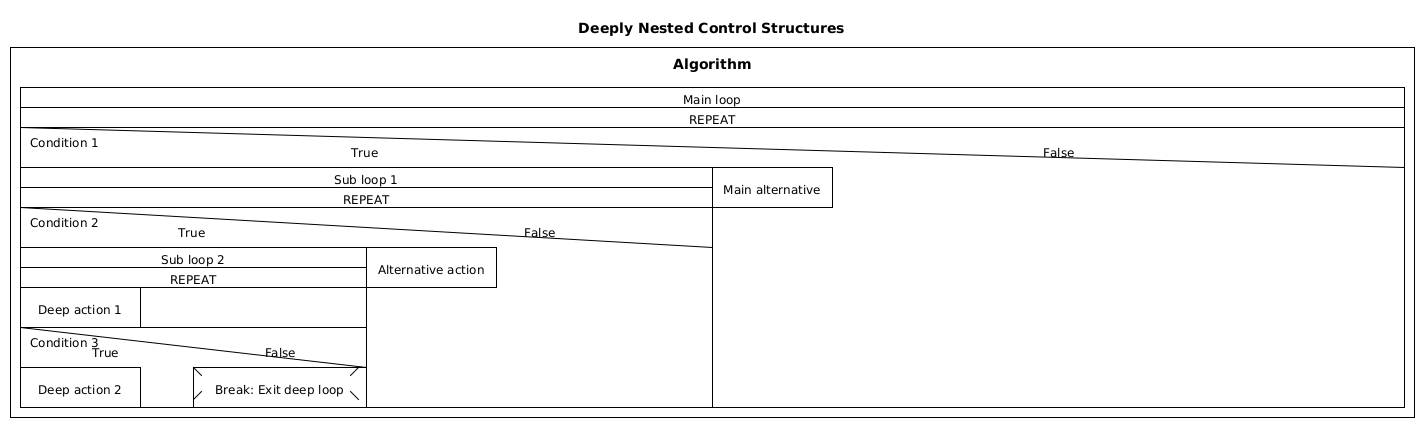 Deeply Nested Control Structures
Algorithm
Main loop
REPEAT
Condition 1
True
False
Sub loop 1
Main alternative
REPEAT
Condition 2
True
False
Sub loop 2
Alternative action
REPEAT
Deep action 1
Condition 3
True
False
Deep action 2
Break: Exit deep loop